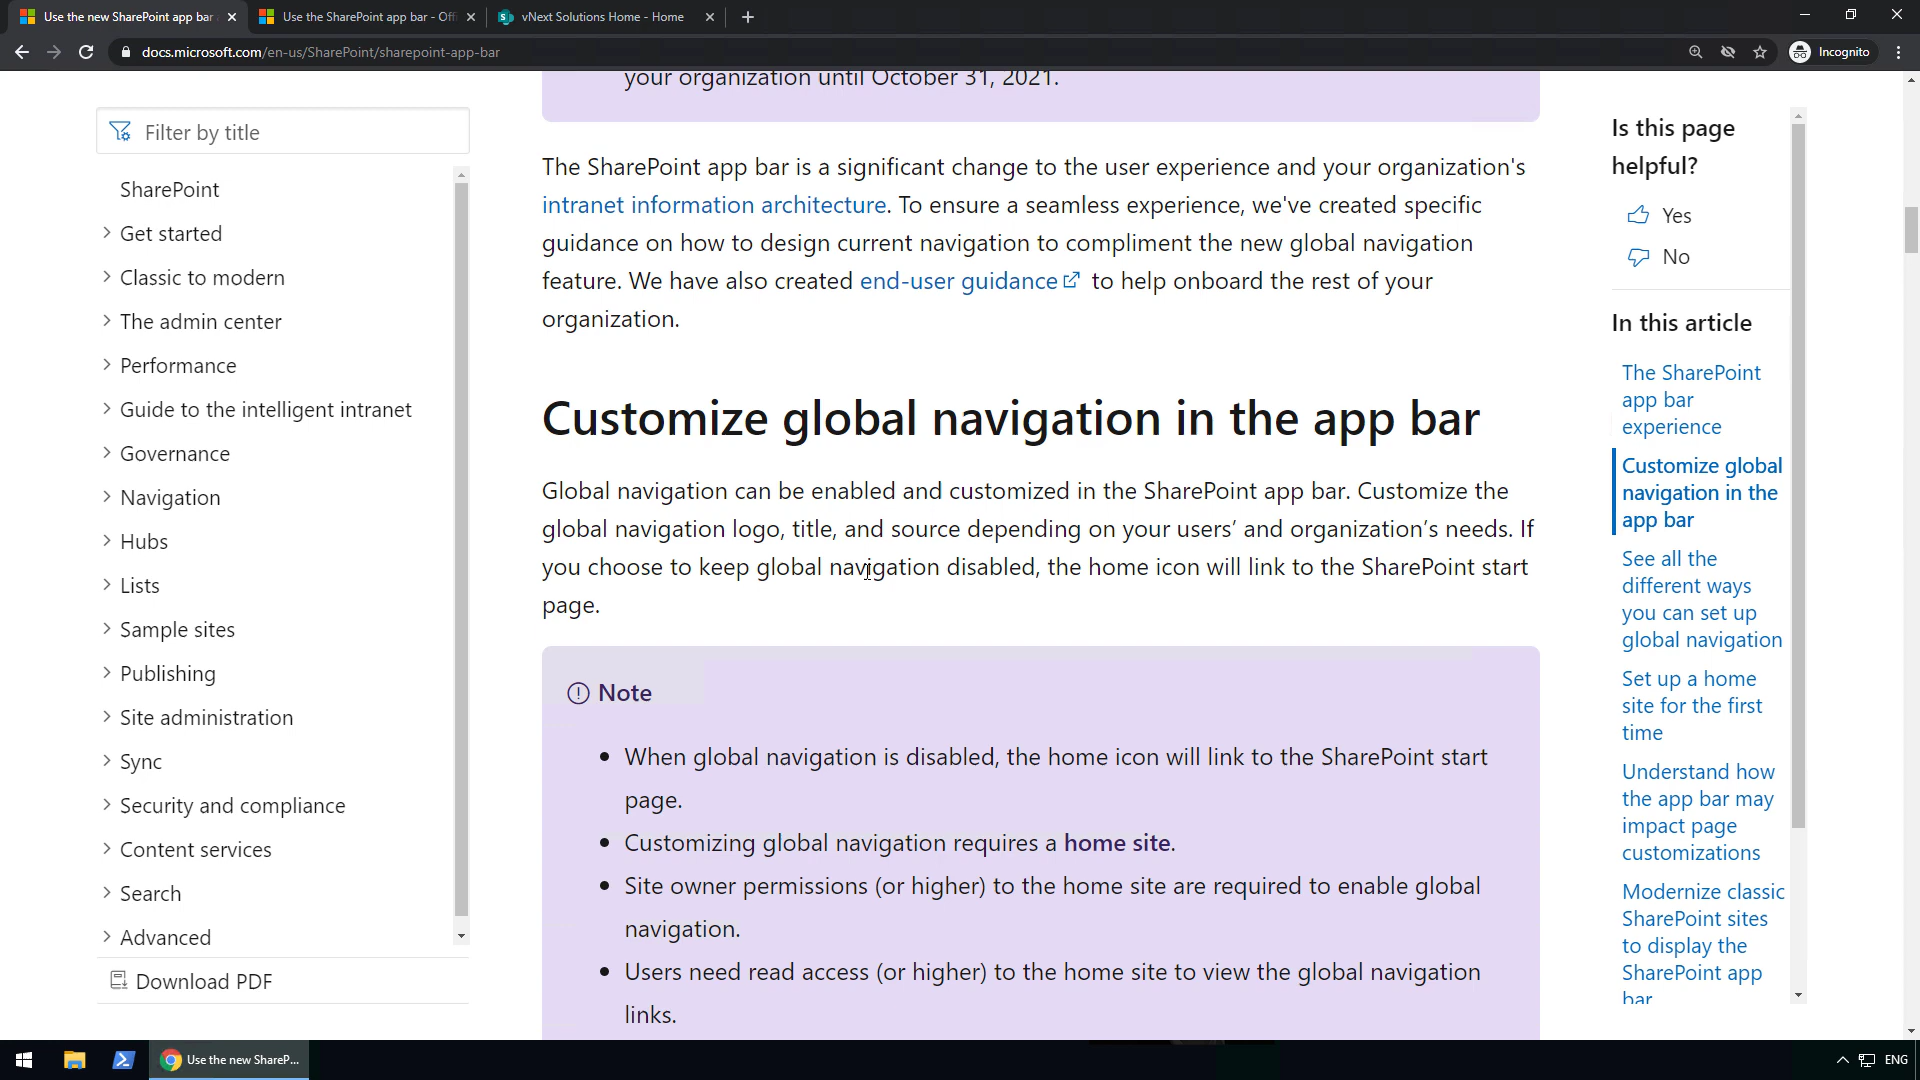 Use the new SharePoint app bar
Use the SharePoint app bar - Offi
vNext Solutions Home - Home
docs.microsoft.com/en-us/SharePoint/sharepoint-app-bar
Incognito
Filter by title
SharePoint
Get started
Classic to modern
The admin center
Performance
Guide to the intelligent intranet
Governance
Navigation
Hubs
Lists
Sample sites
Publishing
Site administration
Sync
Security and compliance
Content services
Search
Advanced
Download PDF
your organization until October 31, 2021.
The SharePoint app bar is a significant change to the user experience and your organization's
intranet information architecture. To ensure a seamless experience, we've created specific
guidance on how to design current navigation to compliment the new global navigation
feature. We have also created end-user guidance to help onboard the rest of your
organization.
Customize global navigation in the app bar
Global navigation can be enabled and customized in the SharePoint app bar. Customize the
global navigation logo, title, and source depending on your users’ and organization’s needs. If
you choose to keep global navigation disabled, the home icon will link to the SharePoint start
page.
Note
• When global navigation is disabled, the home icon will link to the SharePoint start
page.
• Customizing global navigation requires a home site.
• Site owner permissions (or higher) to the home site are required to enable global
navigation.
• Users need read access (or higher) to the home site to view the global navigation
links.
Is this page
helpful?
Yes
No
In this article
The SharePoint
app bar
experience
Customize global
navigation in the
app bar
See all the
different ways
you can set up
global navigation
Set up a home
site for the first
time
Understand how
the app bar may
impact page
customizations
Modernize classic
SharePoint sites
to display the
SharePoint app
bar
Use the new ShareP...
ENG